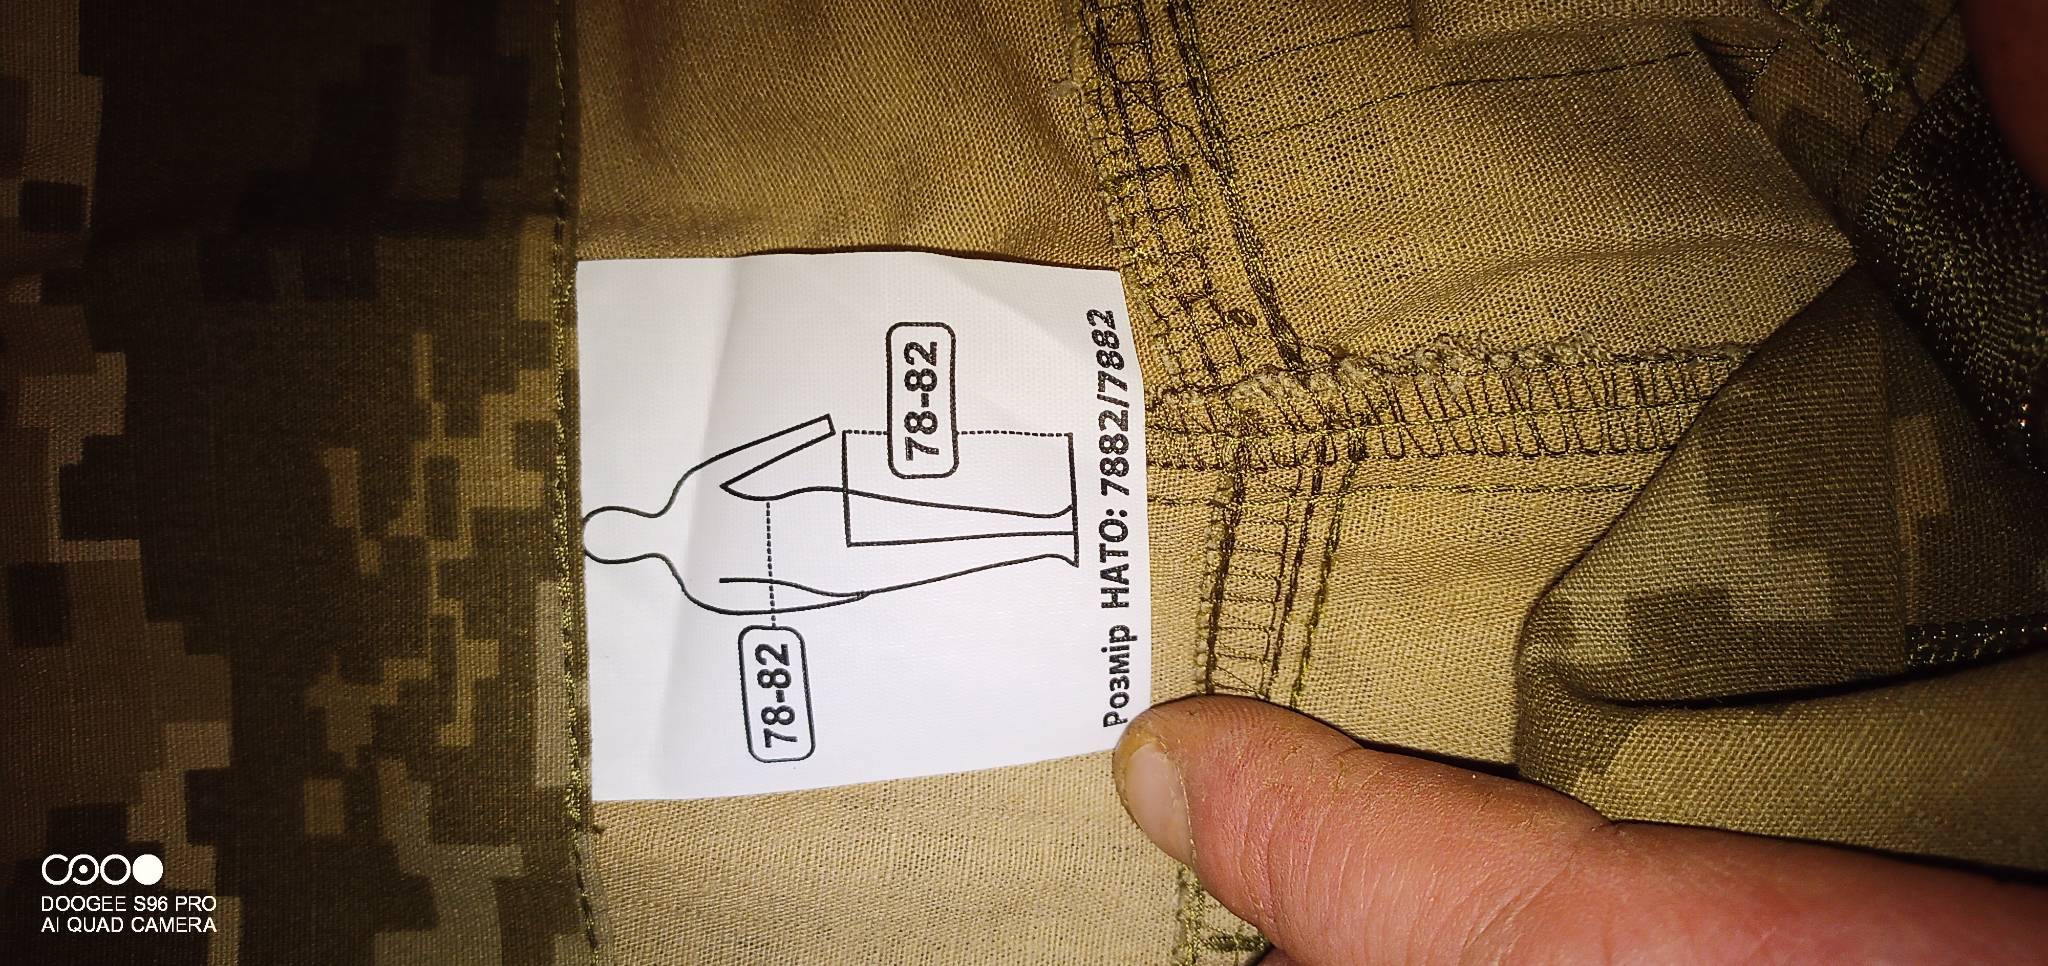 78-82
78-82
Розмір НАТО: 7882/7882
DOOGEE S96 PRO
AI QUAD CAMERA